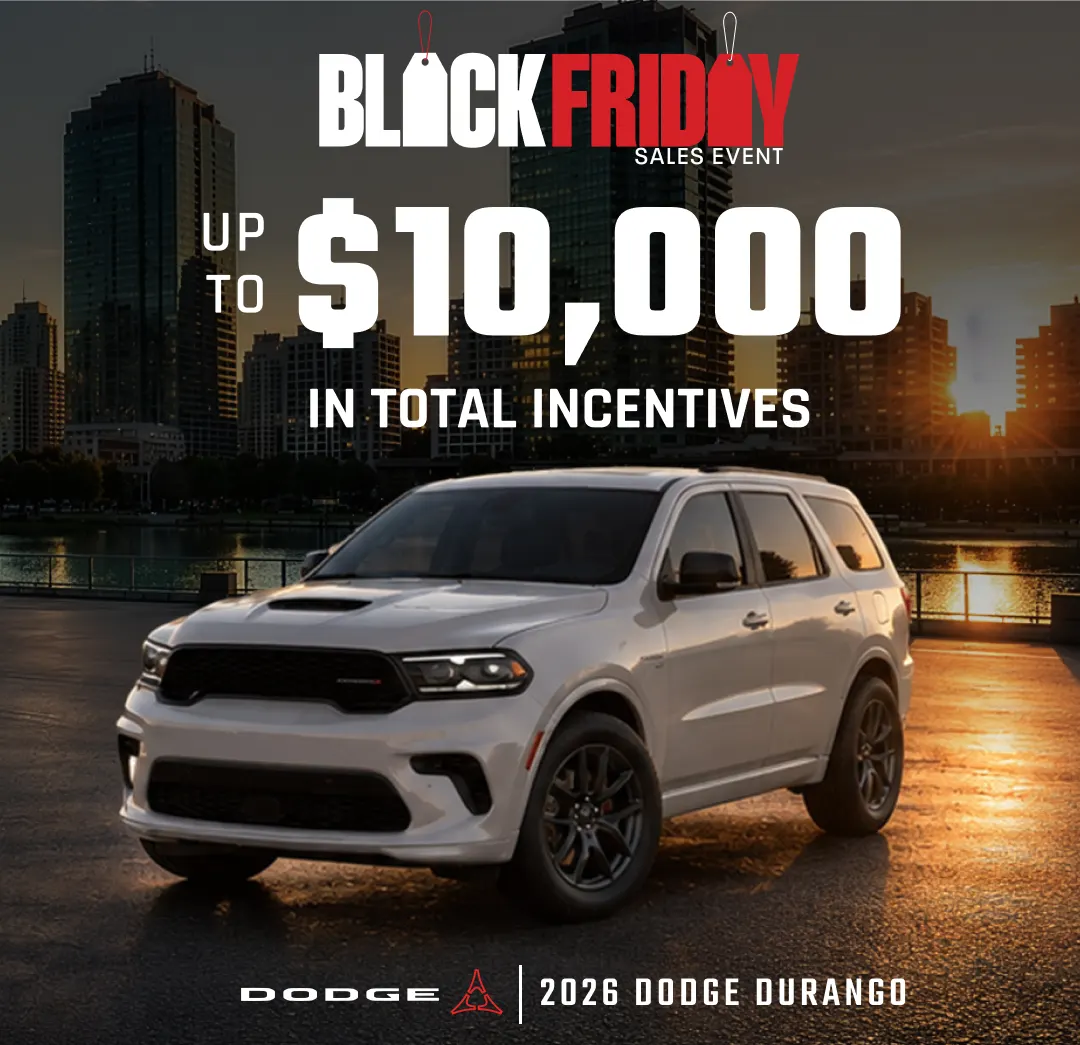 BLACK FRIDAY
SALES EVENT
UP TO $10,000
IN TOTAL INCENTIVES
DODGE | 2026 DODGE DURANGO